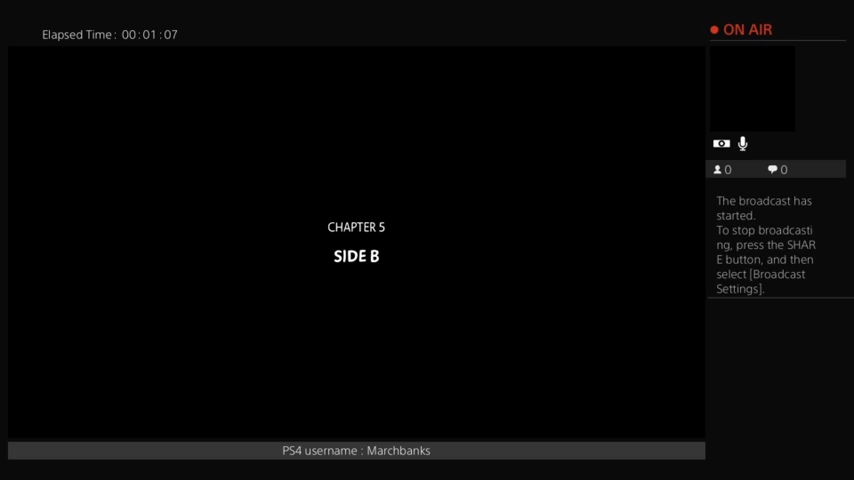 Elapsed Time: 00:01:07
ON AIR
CHAPTER 5
SIDE B
0
0
The broadcast has
started.
To stop broadcasti
ng, press the SHAR
E button, and then
select [Broadcast
Settings].
PS4 username : Marchbanks